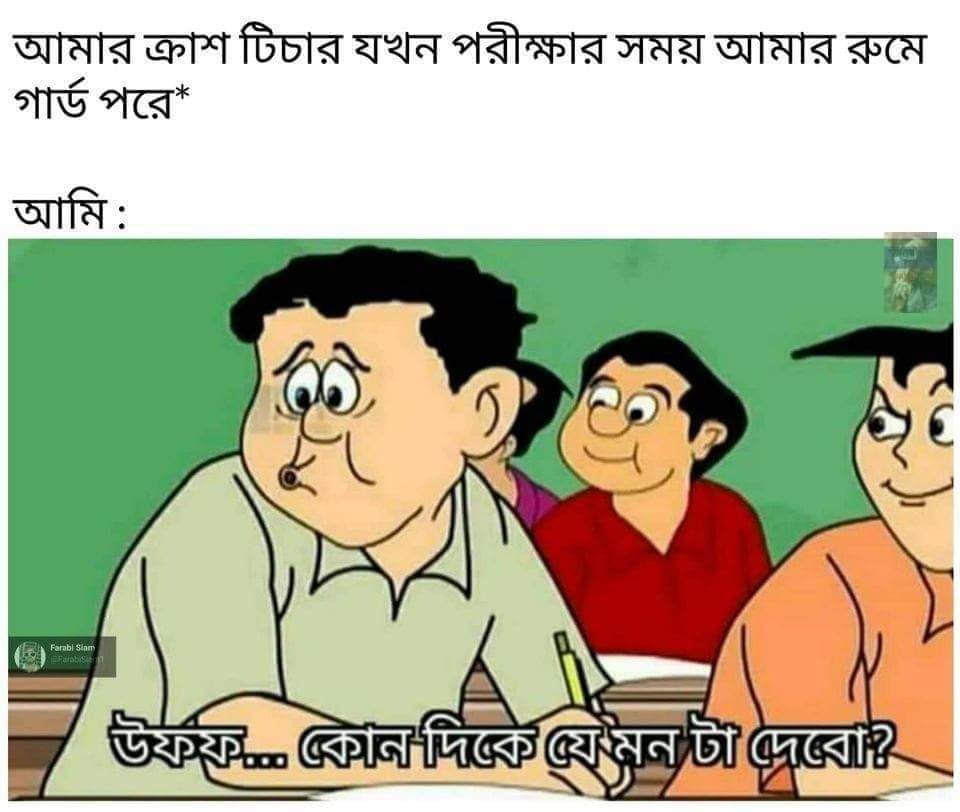 আমার ক্রাশ টিচার যখন পরীক্ষার সময় আমার রুমে
গার্ড পরে*
আমি :
Farabi Siam
উফফ... কোন দিকে যে মন টা দেবো?